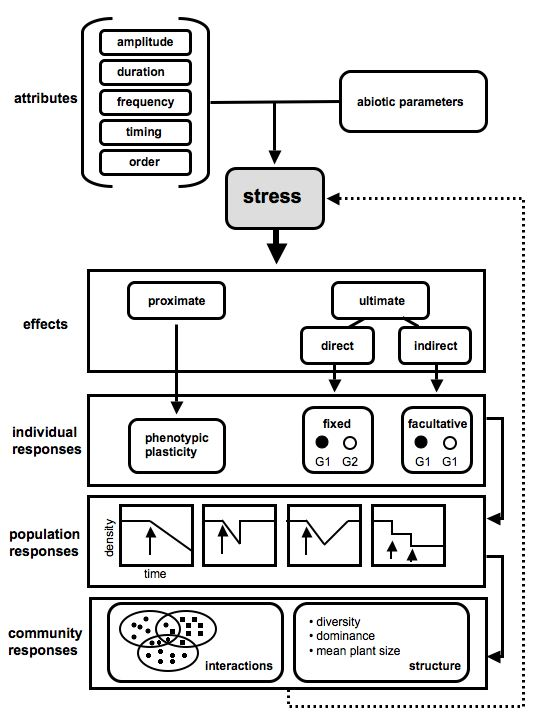 attributes
amplitude
duration
frequency
timing
order
abiotic parameters
stress
effects
proximate
ultimate
direct
indirect
individual
responses
phenotypic
plasticity
fixed
G1 G2
facultative
G1 G1
population
responses
density
time
community
responses
interactions
• diversity
• dominance
• mean plant size
structure